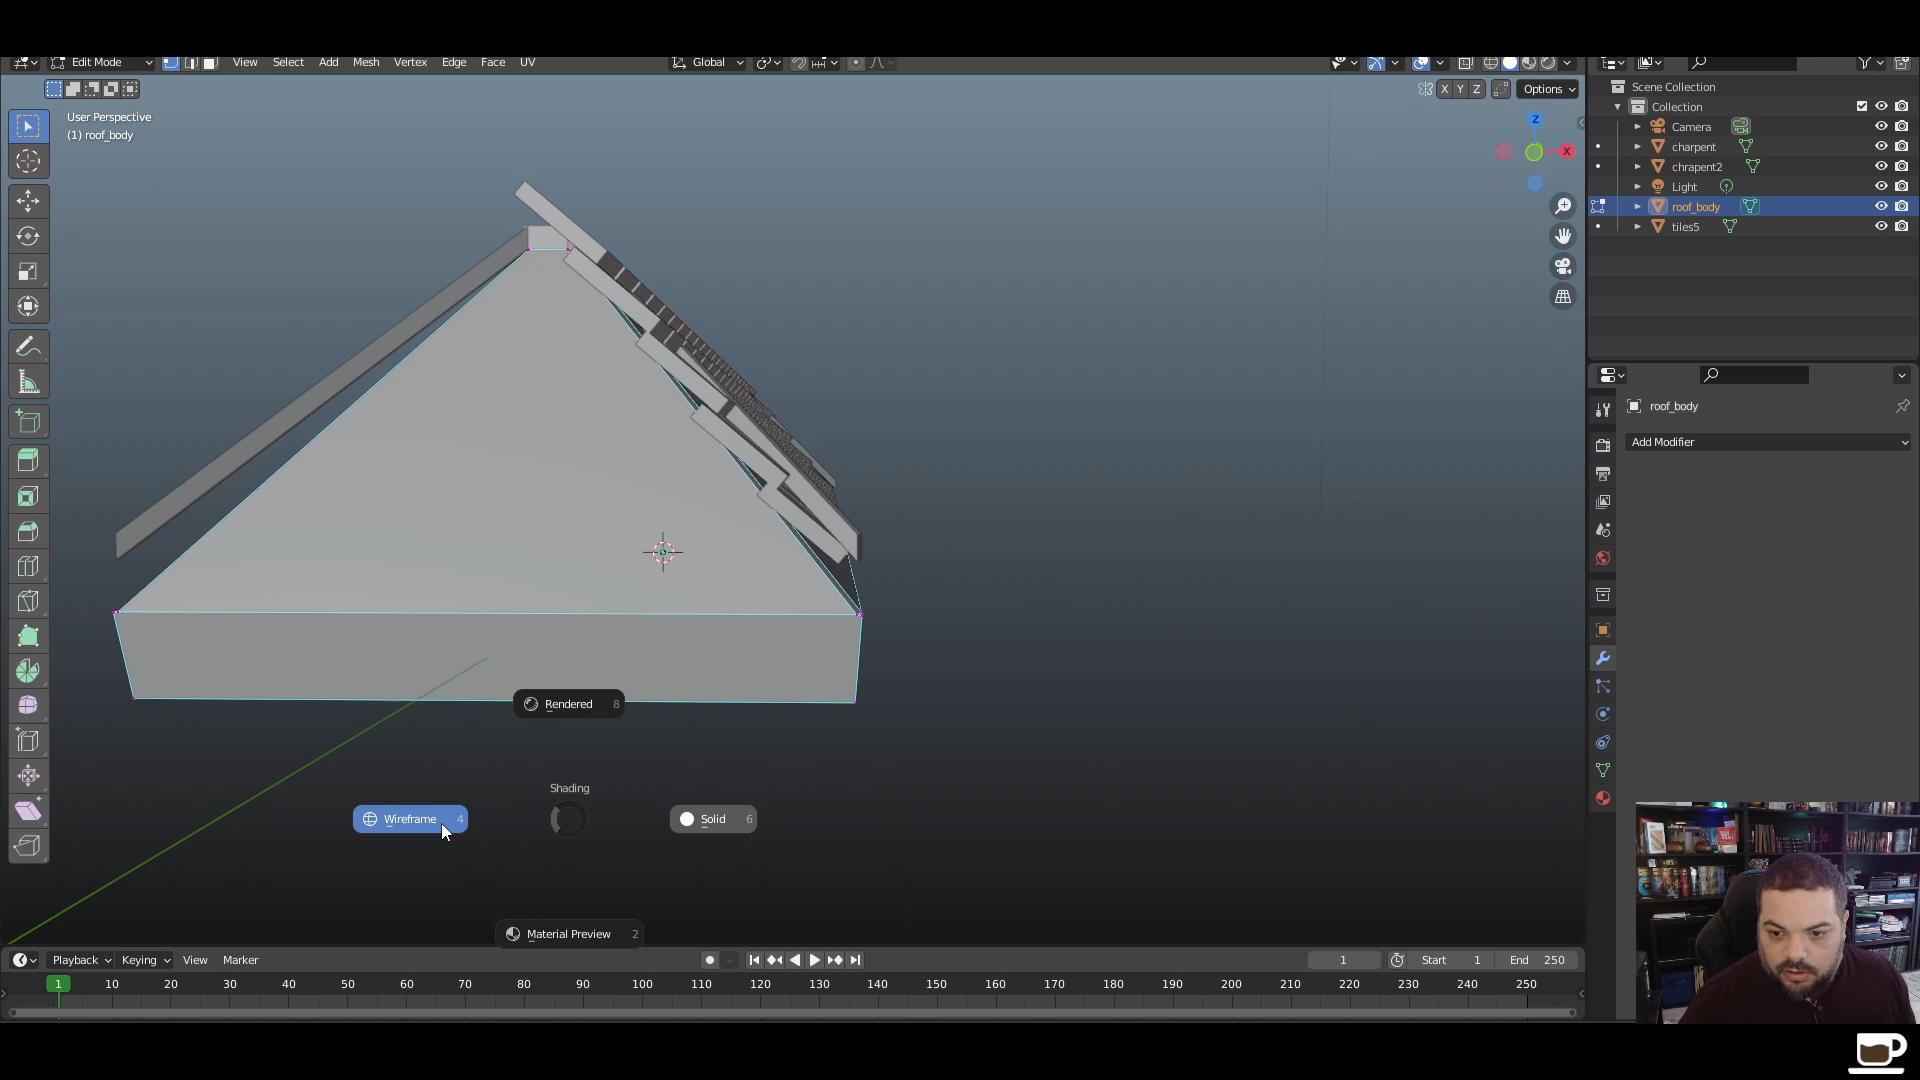 Edit Mode View Select Add Mesh Vertex Edge Face UV Global
X Y Z Options
User Perspective
(1) roof_body
Z
X
Rendered 8
Shading
Wireframe 4
Solid 6
Material Preview 2
Scene Collection
Collection
Camera
charpent
chrapent2
Light
roof_body
tiles5
roof_body
Add Modifier
Playback Keying View Marker 1 Start 1 End 250
1 10 20 30 40 50 60 70 80 90 100 110 120 130 140 150 160 170 180 190 200 210 220 230 240 250